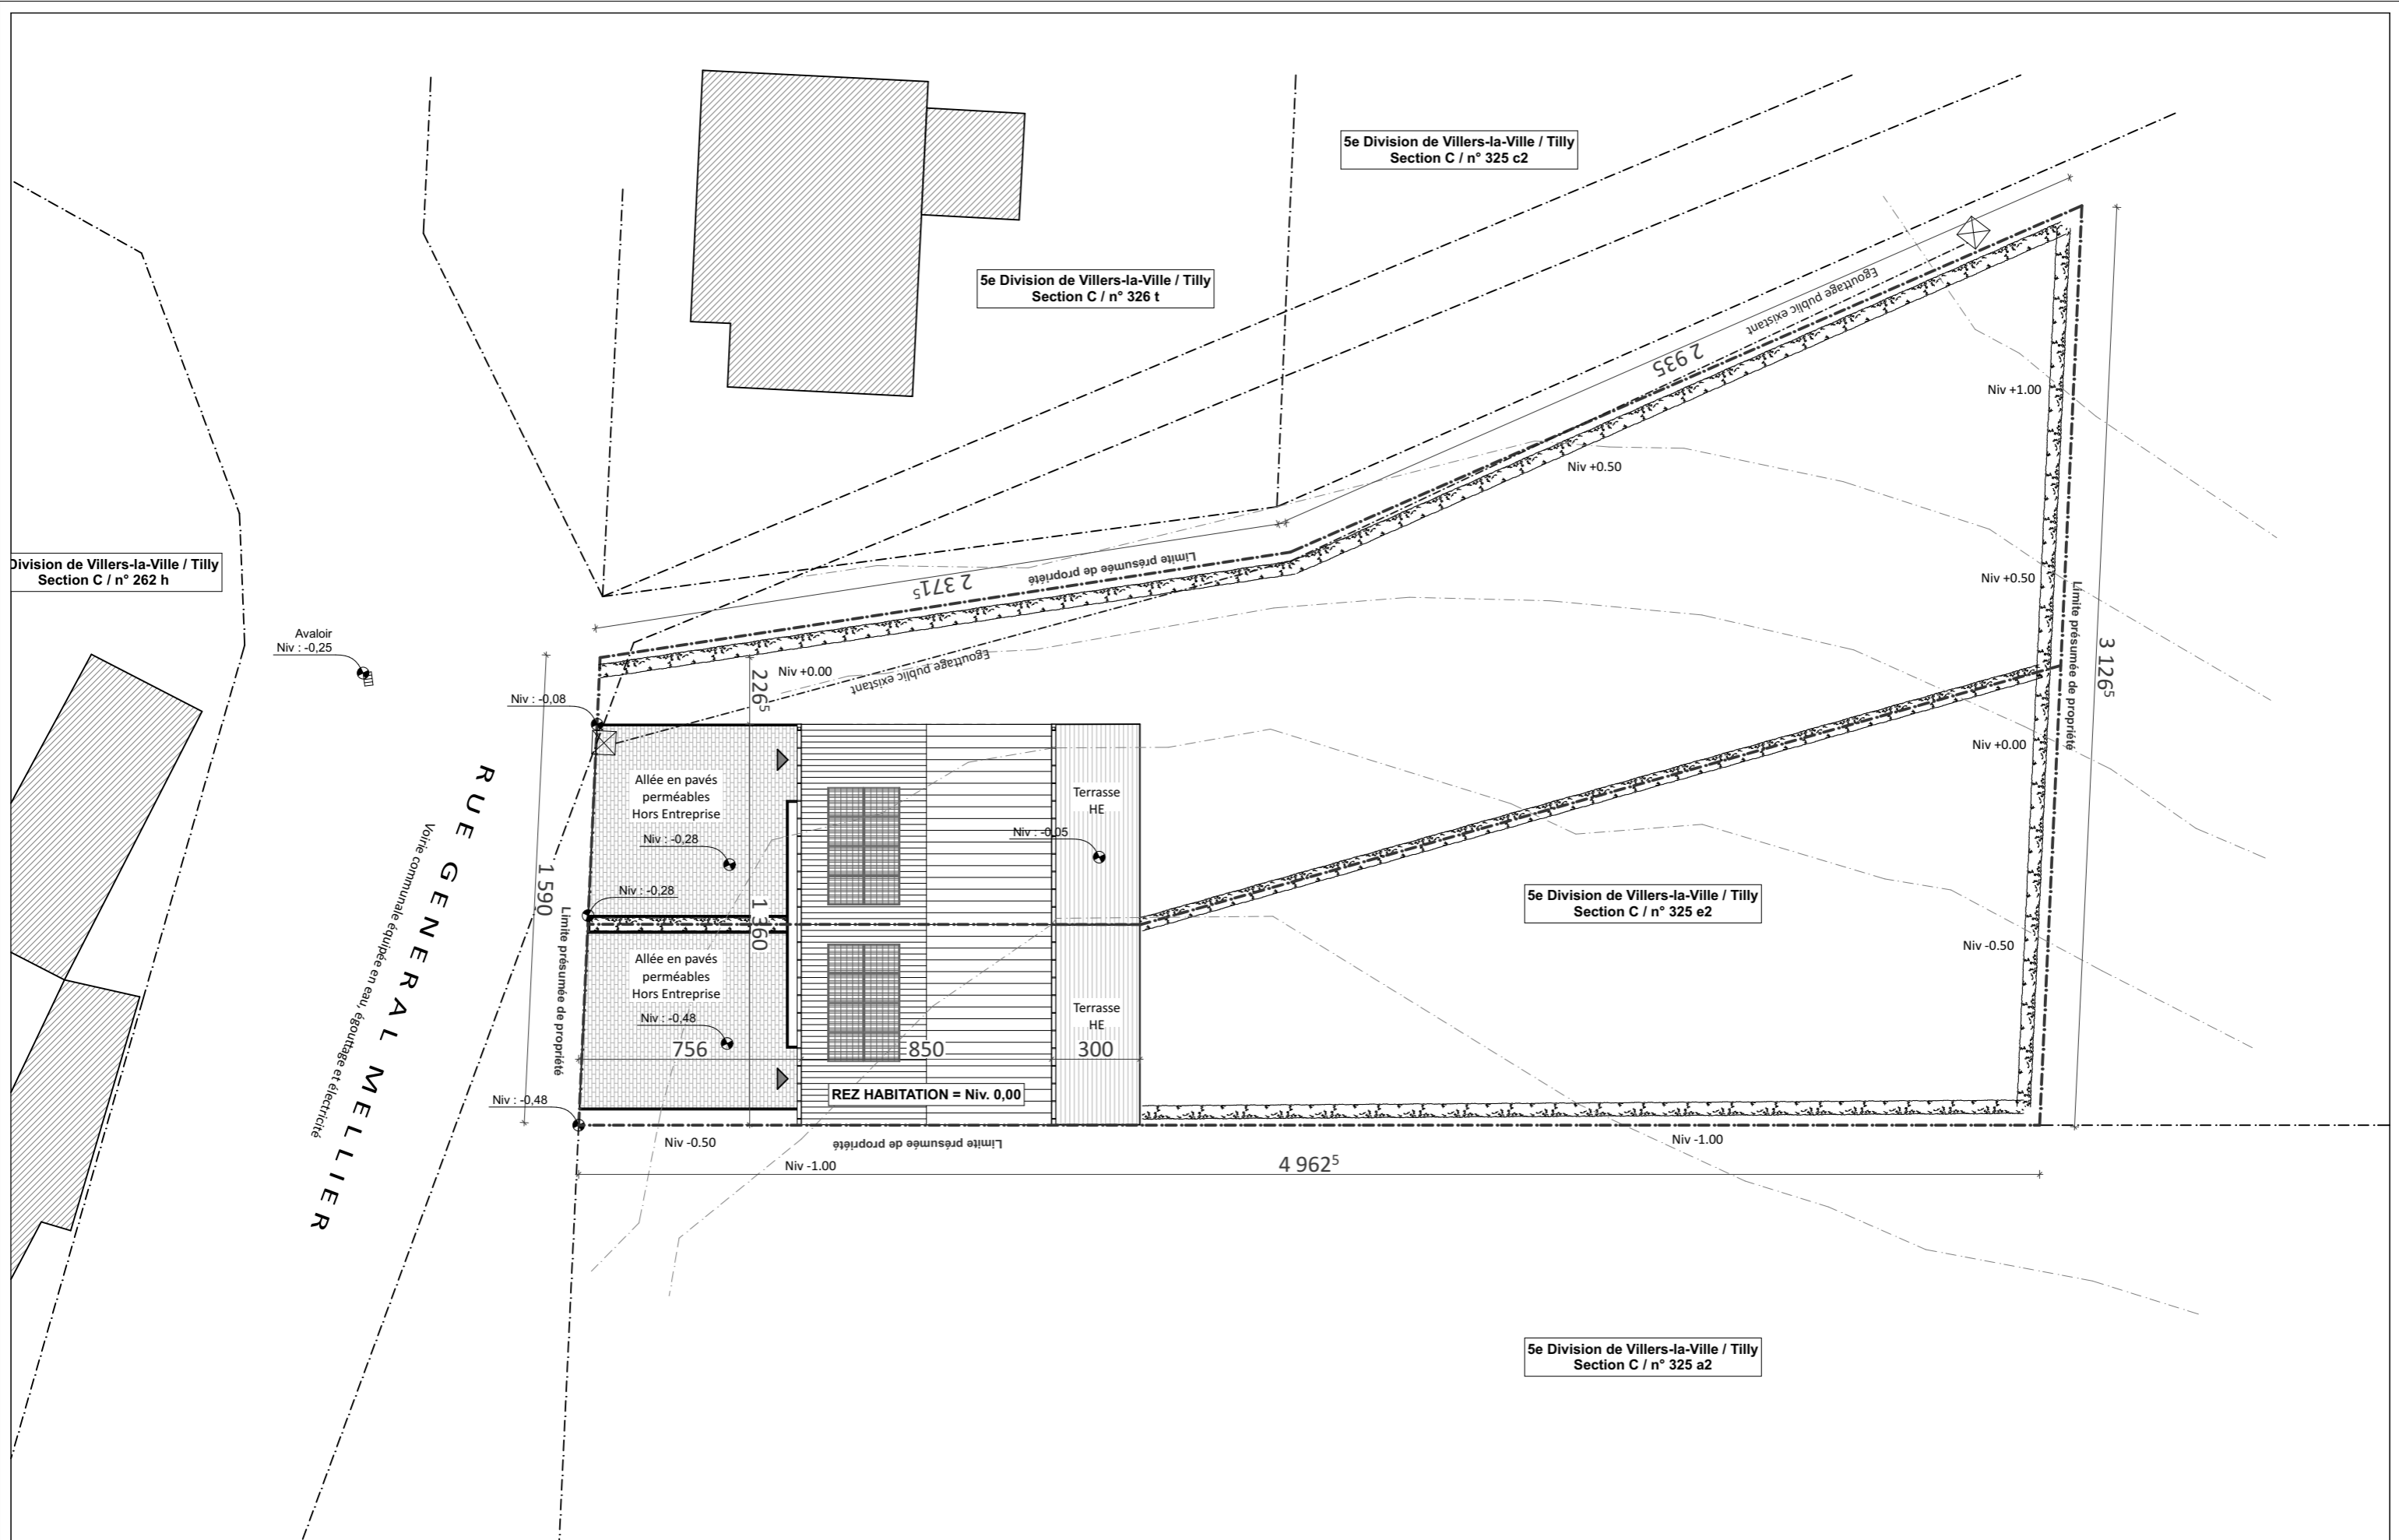 5e Division de Villers-la-Ville / Tilly
Section C / n° 325 c2
5e Division de Villers-la-Ville / Tilly
Section C / n° 326 t
Division de Villers-la-Ville / Tilly
Section C / n° 262 h
Avaloir
Niv : -0,25
Egouttage public existant
2 935
Niv +1.00
Niv +0.50
Niv +0.50
Limite présumée de propriété
2 371⁵
Limite présumée de propriété
3 126⁵
Niv +0.00
Egouttage public existant
226⁵
Niv : -0,08
Niv +0.00
Allée en pavés
perméables
Hors Entreprise
Niv : -0,28
Terrasse
HE
Niv : -0,05
RUE GENERAL MELLIER
Voirie communale équipée en eau, égouttage et électricité
1 590
Niv : -0,28
1 360
Limite présumée de propriété
5e Division de Villers-la-Ville / Tilly
Section C / n° 325 e2
Niv -0.50
Allée en pavés
perméables
Hors Entreprise
Niv : -0,48
Terrasse
HE
756
850
300
REZ HABITATION = Niv. 0,00
Niv : -0,48
Niv -0.50
Limite présumée de propriété
Niv -1.00
Niv -1.00
4 962⁵
5e Division de Villers-la-Ville / Tilly
Section C / n° 325 a2